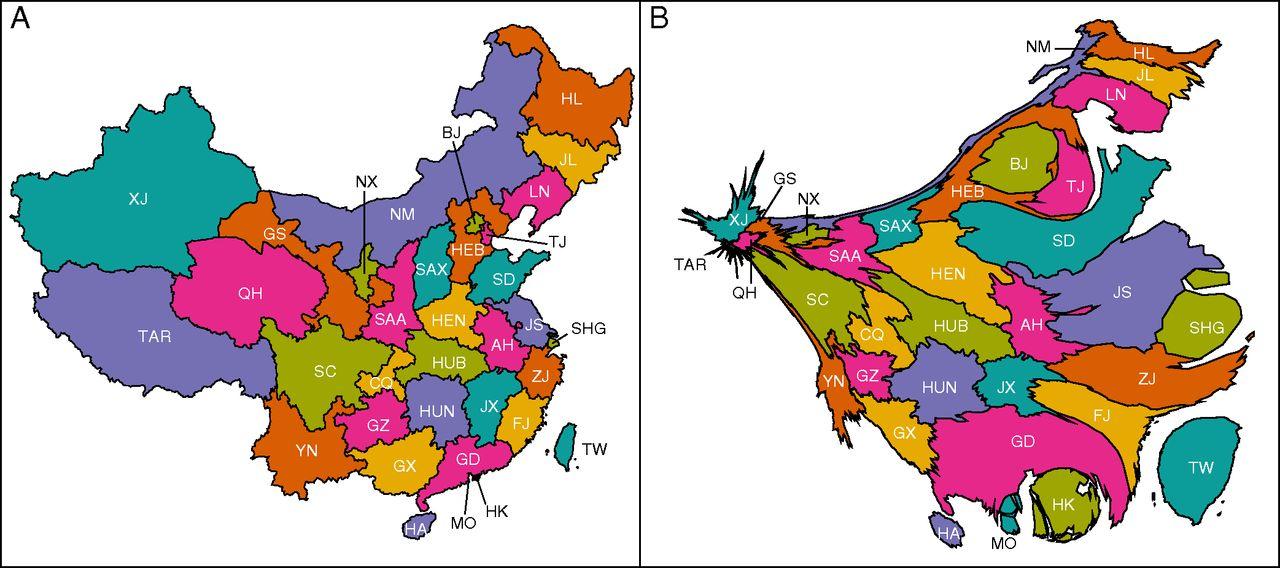 A
HL
BJ
JL
NX
LN
XJ
NM
GS
TJ
HEB
SAX
SD
QH
SAA
HEN
JS
SHG
TAR
AH
HUB
SC
CQ
ZJ
HUN
JX
GZ
FJ
YN
GX
GD
TW
MO
HK
HA
B
NM
HL
JL
LN
BJ
GS
TJ
HEB
NX
XJ
SAX
SD
SAA
TAR
HEN
QH
JS
SC
AH
HUB
SHG
CQ
YN
GZ
HUN
JX
ZJ
FJ
GX
GD
TW
HK
HA
MO